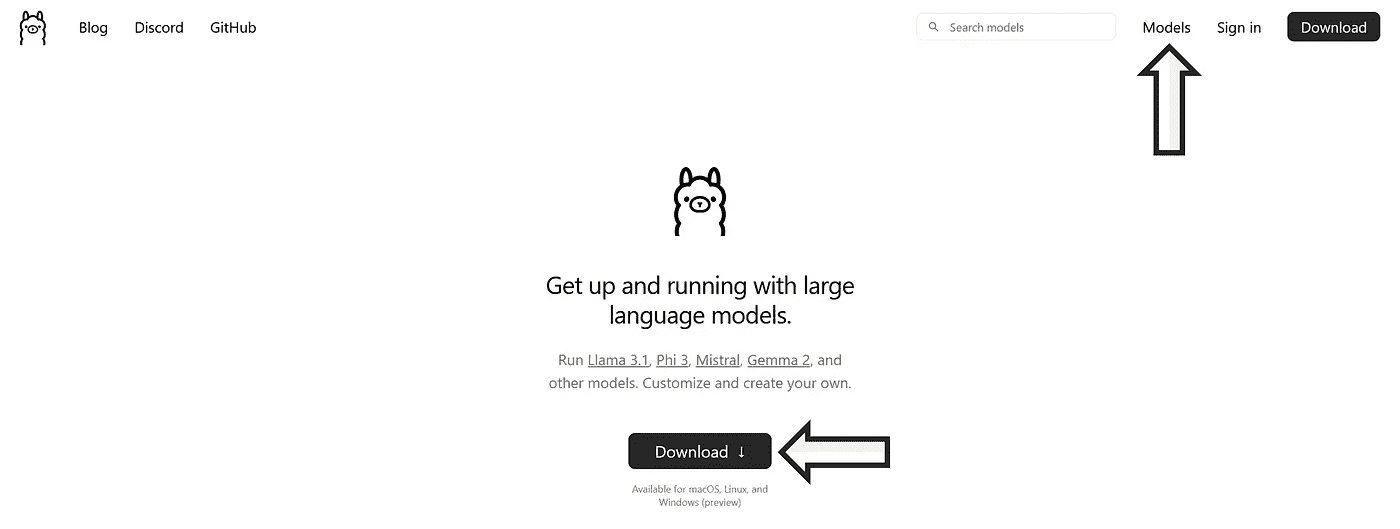 Blog Discord GitHub Search models Models Sign in Download
Get up and running with large
language models.
Run Llama 3.1, Phi 3, Mistral, Gemma 2, and
other models. Customize and create your own.
Download ↓
Available for macOS, Linux, and
Windows (preview)